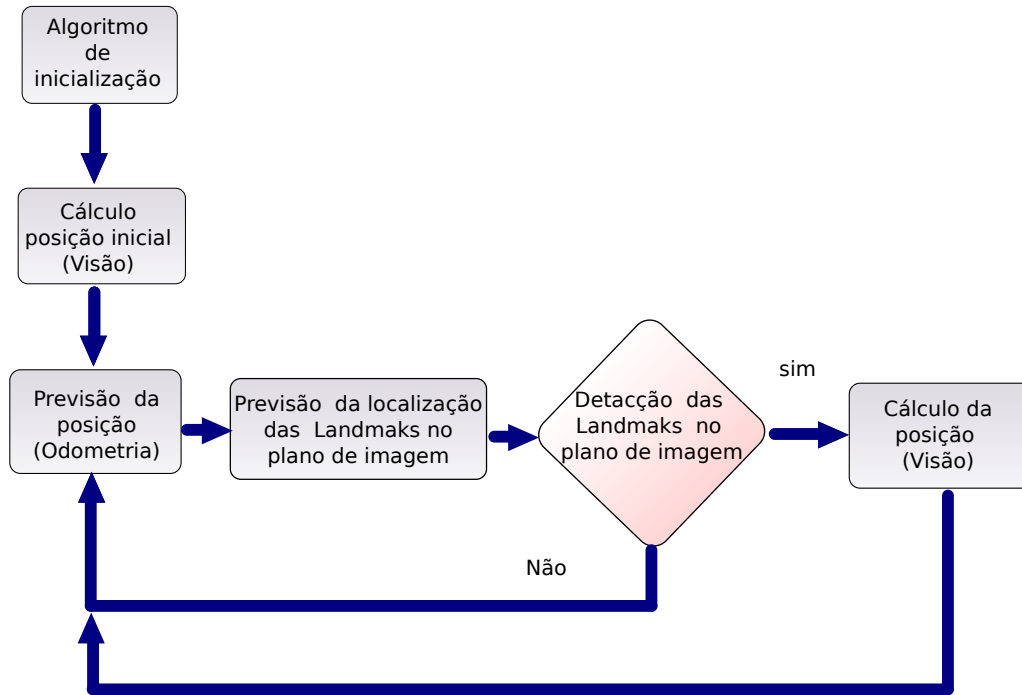 Algoritmo
de
inicialização
Cálculo
posição inicial
(Visão)
Previsão da
posição
(Odometria)
Previsão da localização
das Landmaks no
plano de imagem
Detacção das
Landmaks no
plano de imagem
sim
Cálculo da
posição
(Visão)
Não